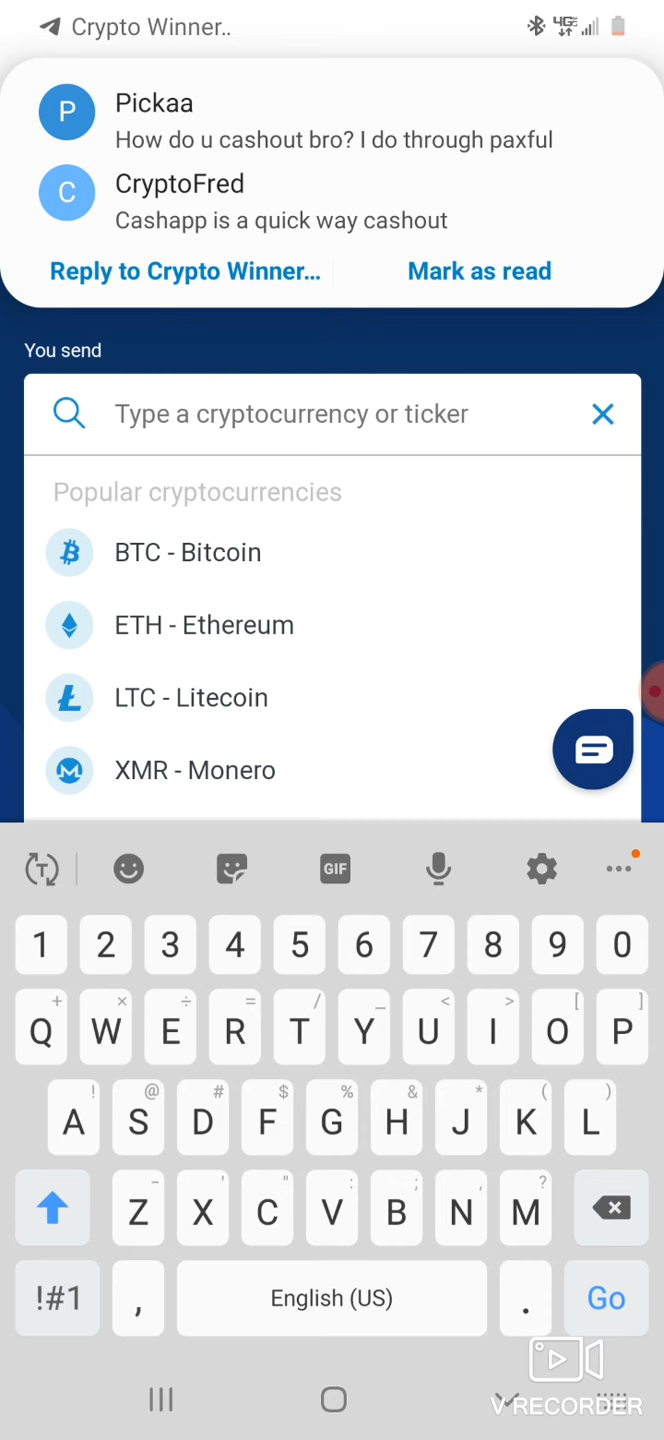 Crypto Winner..
4GE
P
Pickaa
How do u cashout bro? I do through paxful
C
CryptoFred
Cashapp is a quick way cashout
Reply to Crypto Winner... Mark as read
You send
Type a cryptocurrency or ticker
Popular cryptocurrencies
BTC - Bitcoin
ETH - Ethereum
LTC - Litecoin
XMR - Monero
T GIF ...
1 2 3 4 5 6 7 8 9 0
+ × ÷ = / _ < > [ ]
Q W E R T Y U I O P
! @ # $ % & * ( )
A S D F G H J K L
- ' " : ; , ?
Z X C V B N M
!#1 , English (US) . Go
V RECORDER